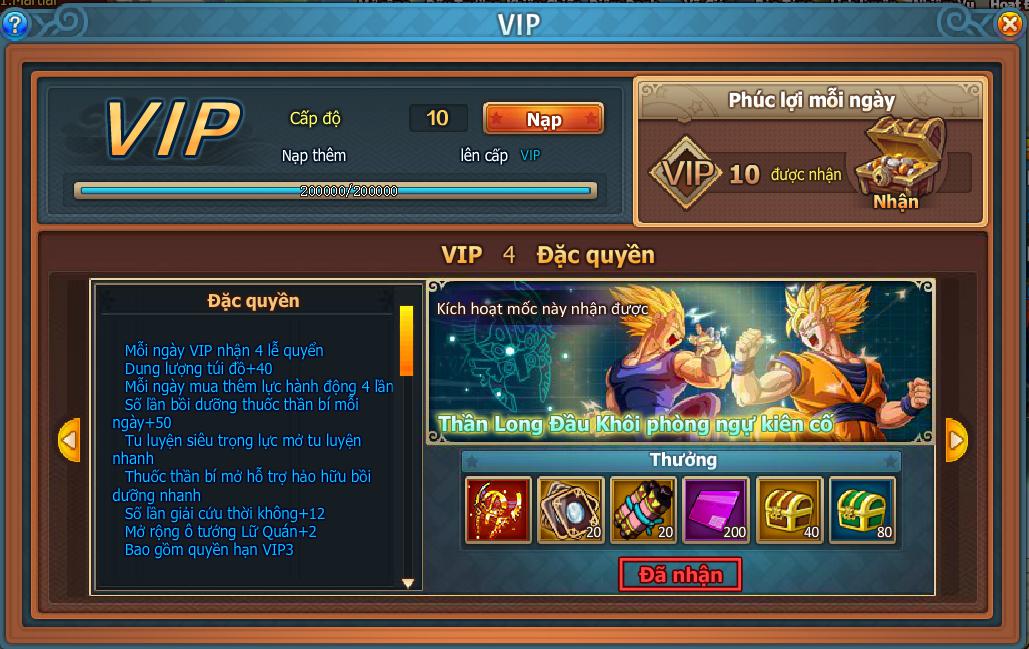 1.Martial
VIP
VIP
Cấp độ
10
Nạp
Nạp thêm
lên cấp VIP
200000/200000
Phúc lợi mỗi ngày
VIP 10 được nhận
Nhận
VIP 4 Đặc quyền
Đặc quyền
Mỗi ngày VIP nhận 4 lễ quyển
Dung lượng túi đồ+40
Mỗi ngày mua thêm lực hành động 4 lần
Số lần bồi dưỡng thuốc thần bí mỗi
ngày+50
Tu luyện siêu trọng lực mở tu luyện
nhanh
Thuốc thần bí mở hỗ trợ hảo hữu bồi
dưỡng nhanh
Số lần giải cứu thời không+12
Mở rộng ô tướng Lữ Quán+2
Bao gồm quyền hạn VIP3
Kích hoạt mốc này nhận được
Thần Long Đầu Khôi phòng ngự kiên cố
Thưởng
20
20
200
40
80
Đã nhận